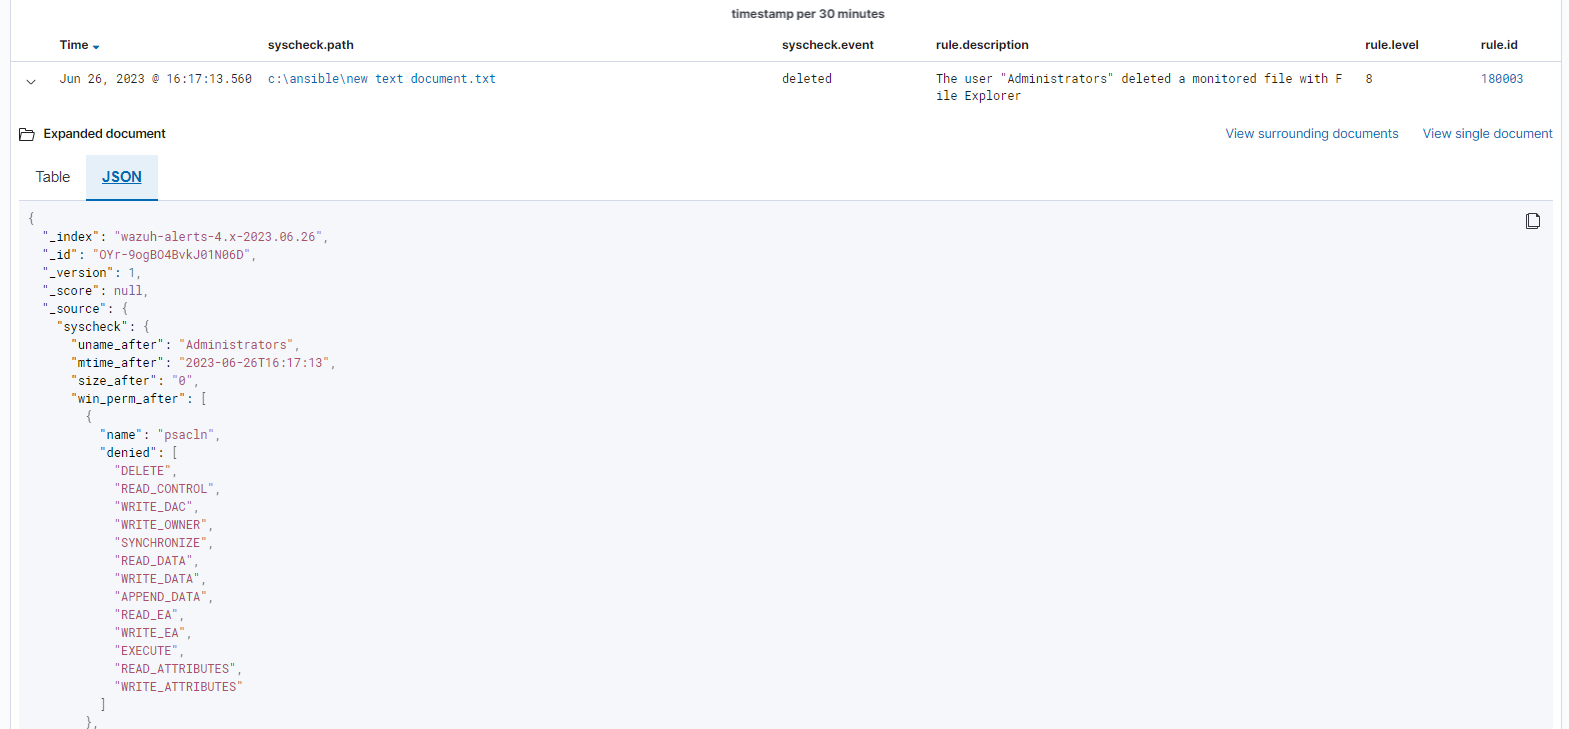 timestamp per 30 minutes
Time syscheck.path syscheck.event rule.description rule.level rule.id
Jun 26, 2023 @ 16:17:13.560 c:\ansible\new text document.txt deleted The user "Administrators" deleted a monitored file with F 8 180003
ile Explorer
Expanded document View surrounding documents View single document
Table JSON
{
"_index": "wazuh-alerts-4.x-2023.06.26",
"_id": "OYr-9ogBO4BvkJ01N06D",
"_version": 1,
"_score": null,
"_source": {
"syscheck": {
"uname_after": "Administrators",
"mtime_after": "2023-06-26T16:17:13",
"size_after": "0",
"win_perm_after": [
{
"name": "psacln",
"denied": [
"DELETE",
"READ_CONTROL",
"WRITE_DAC",
"WRITE_OWNER",
"SYNCHRONIZE",
"READ_DATA",
"WRITE_DATA",
"APPEND_DATA",
"READ_EA",
"WRITE_EA",
"EXECUTE",
"READ_ATTRIBUTES",
"WRITE_ATTRIBUTES"
]
},